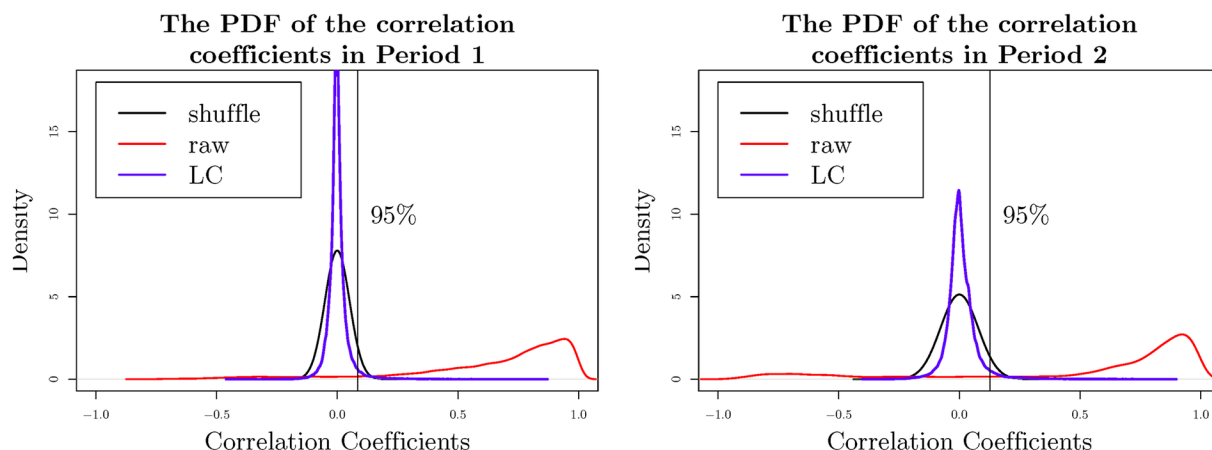 The PDF of the correlation
coefficients in Period 1
shuffle
raw
LC
95%
Density
0
5
10
15
−1.0
−0.5
0.0
0.5
1.0
Correlation Coefficients
The PDF of the correlation
coefficients in Period 2
shuffle
raw
LC
95%
Density
0
5
10
15
−1.0
−0.5
0.0
0.5
1.0
Correlation Coefficients